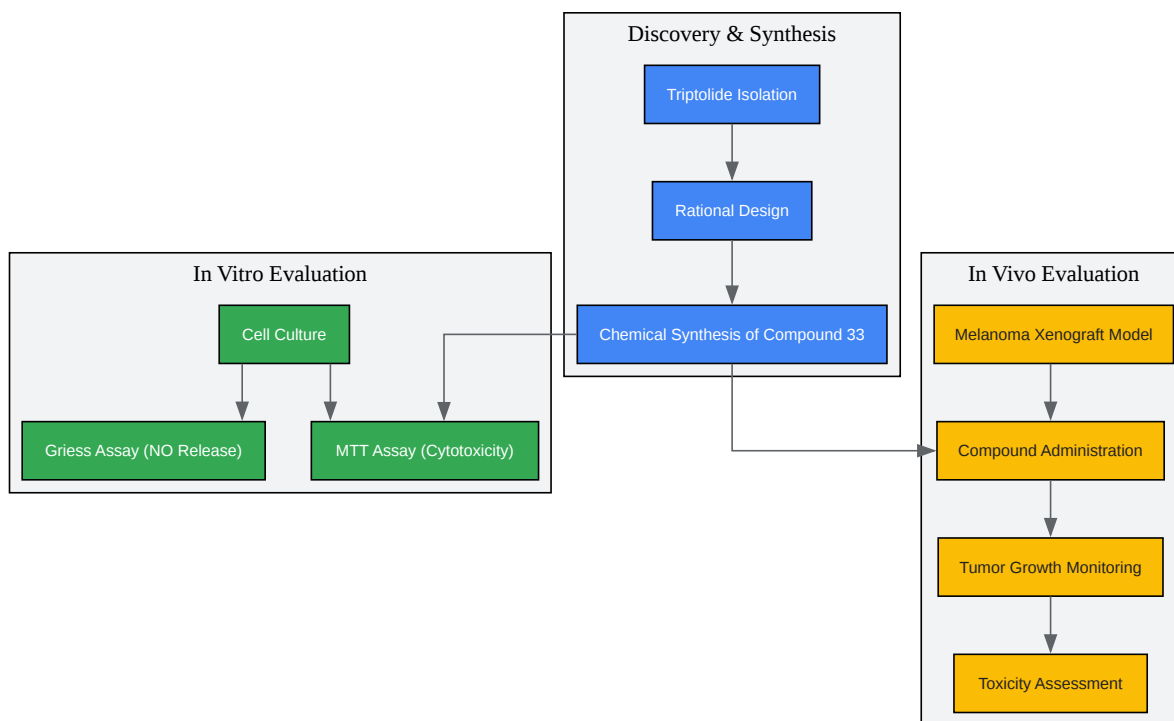 Discovery & Synthesis
Triptolide Isolation
Rational Design
Chemical Synthesis of Compound 33
In Vitro Evaluation
Cell Culture
Griess Assay (NO Release)
MTT Assay (Cytotoxicity)
In Vivo Evaluation
Melanoma Xenograft Model
Compound Administration
Tumor Growth Monitoring
Toxicity Assessment